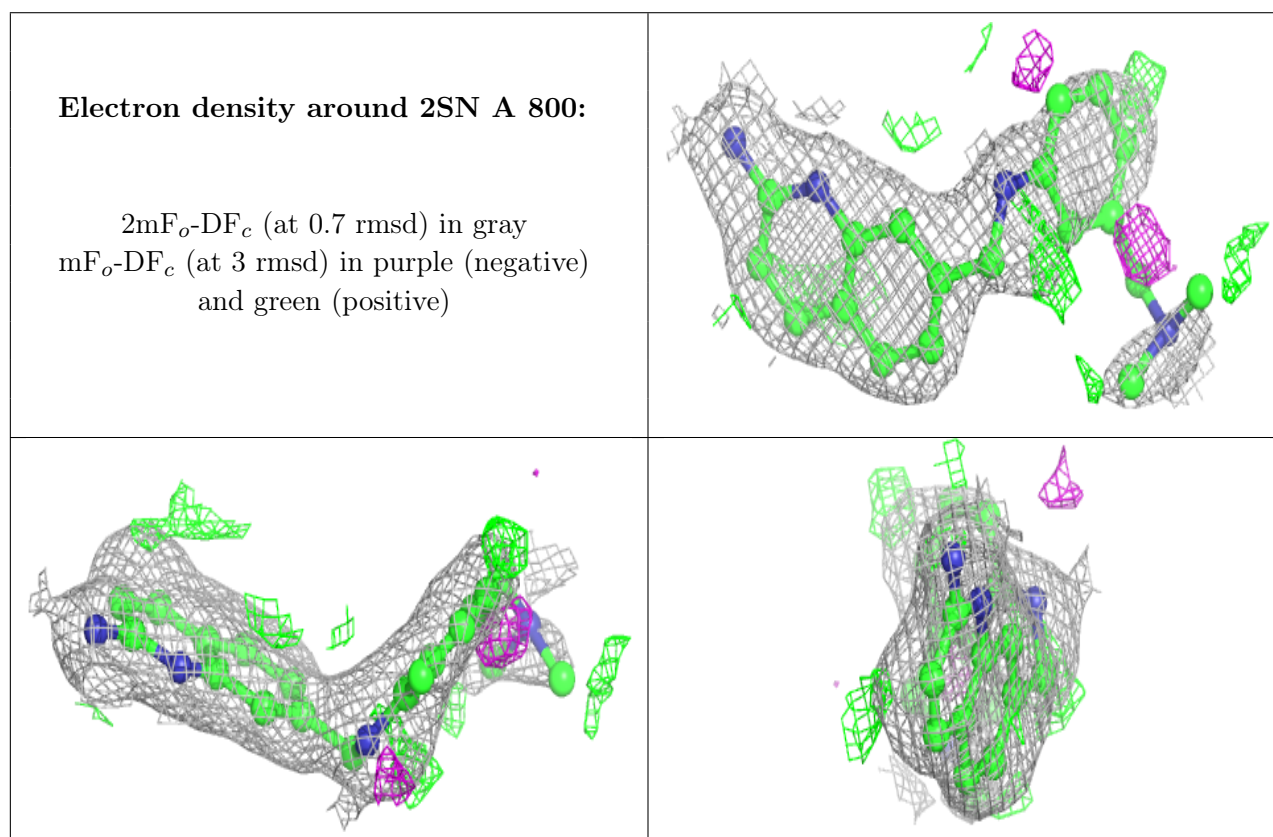 Electron density around 2SN A 800:
2mFo-DFc (at 0.7 rmsd) in gray
mFo-DFc (at 3 rmsd) in purple (negative)
and green (positive)